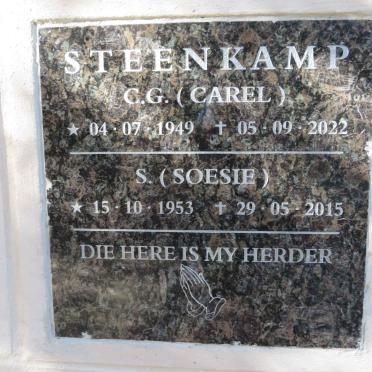 STEENKAMP
C.G. (CAREL)
★ 04·07·1949 ✝ 05·09·2022
S. (SOESIE)
★ 15·10·1953 ✝ 29·05·2015
DIE HERE IS MY HERDER